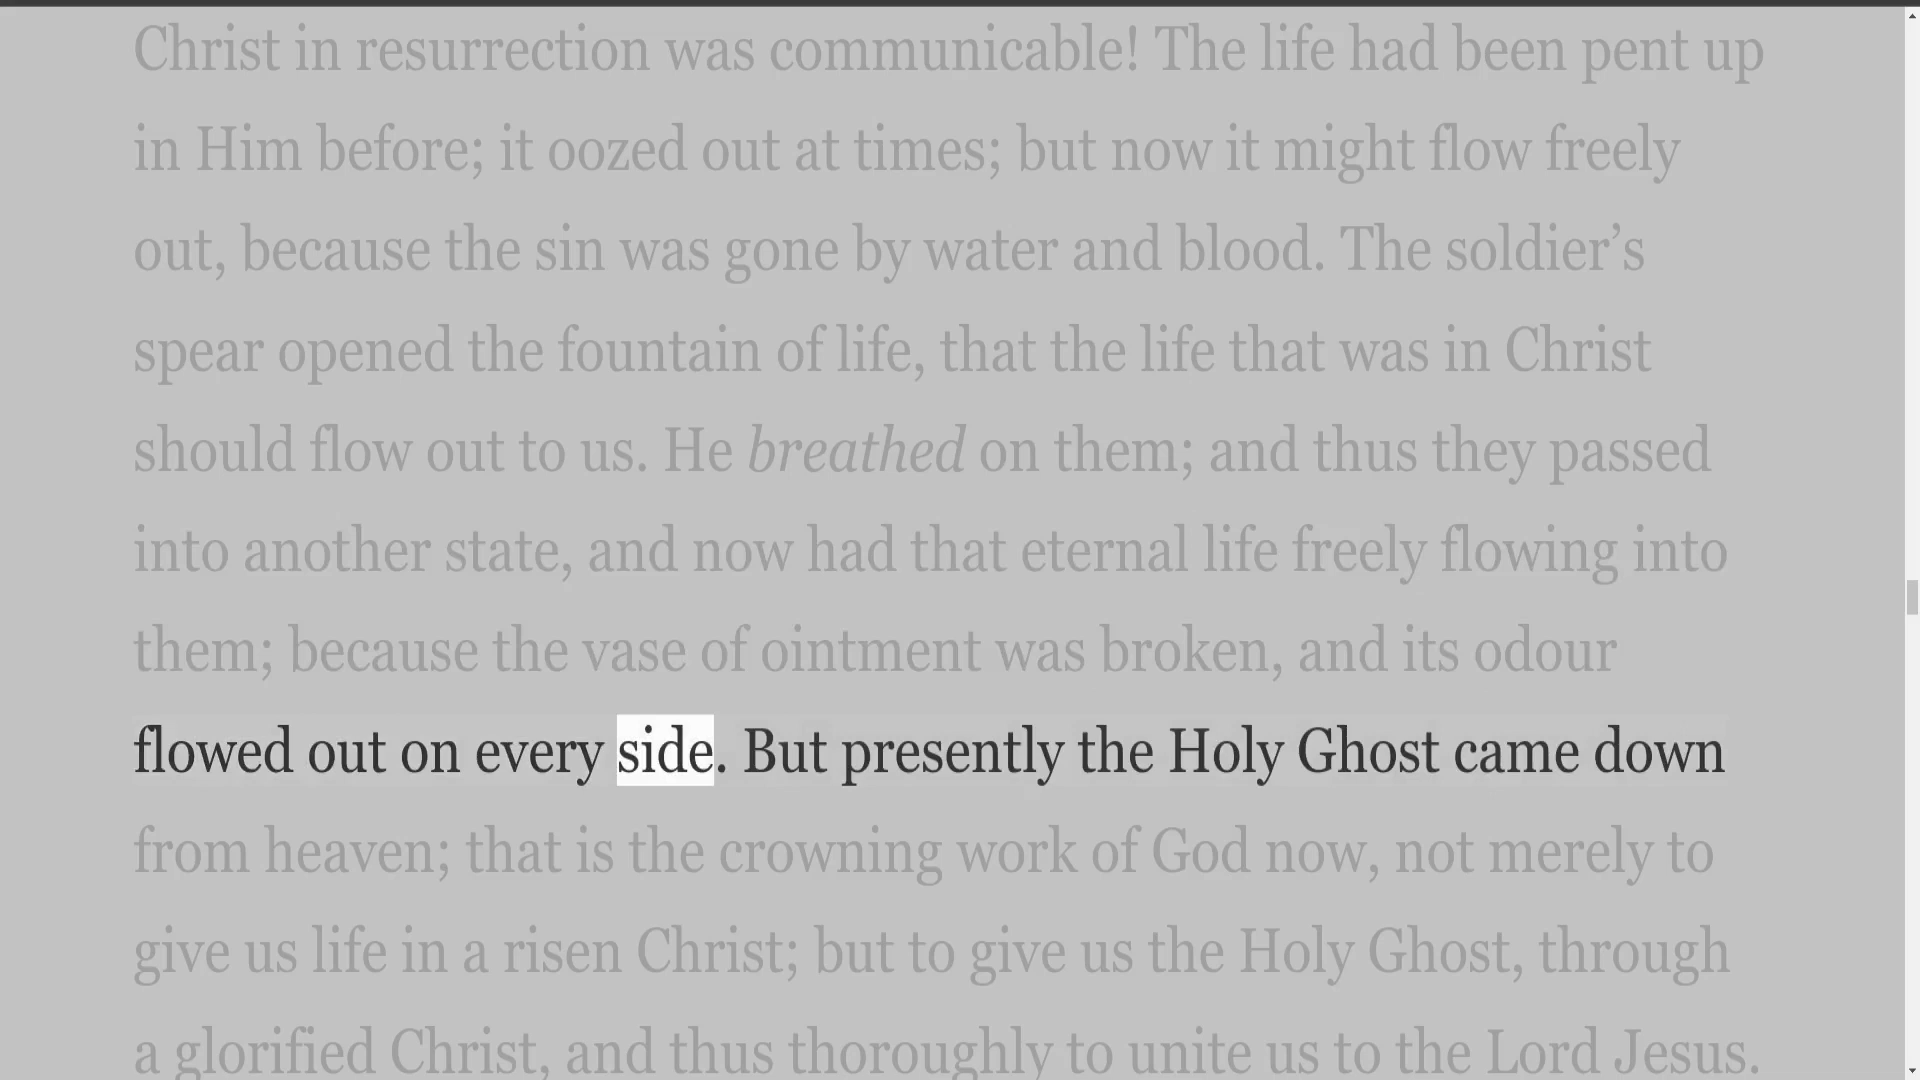 Christ in resurrection was communicable! The life had been pent up
in Him before; it oozed out at times; but now it might flow freely
out, because the sin was gone by water and blood. The soldier’s
spear opened the fountain of life, that the life that was in Christ
should flow out to us. He breathed on them; and thus they passed
into another state, and now had that eternal life freely flowing into
them; because the vase of ointment was broken, and its odour
flowed out on every side. But presently the Holy Ghost came down
from heaven; that is the crowning work of God now, not merely to
give us life in a risen Christ; but to give us the Holy Ghost, through
a glorified Christ, and thus thoroughly to unite us to the Lord Jesus.